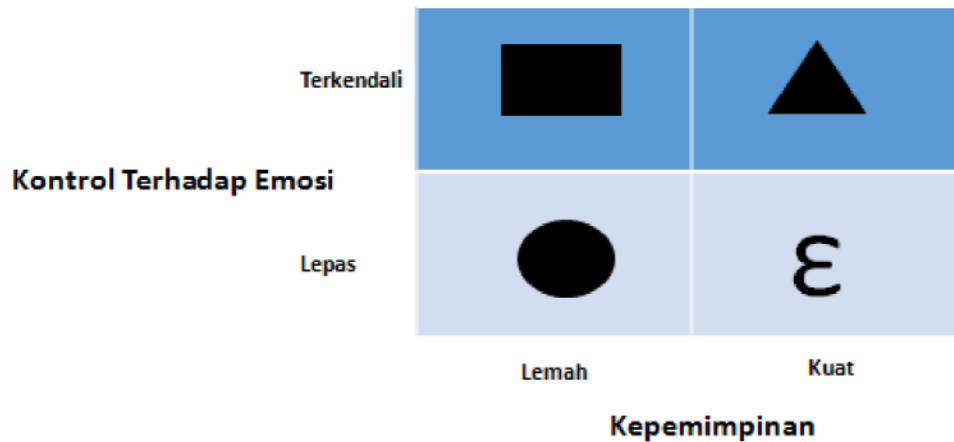 Terkendali
Kontrol Terhadap Emosi
Lepas
ε
Lemah
Kuat
Kepemimpinan